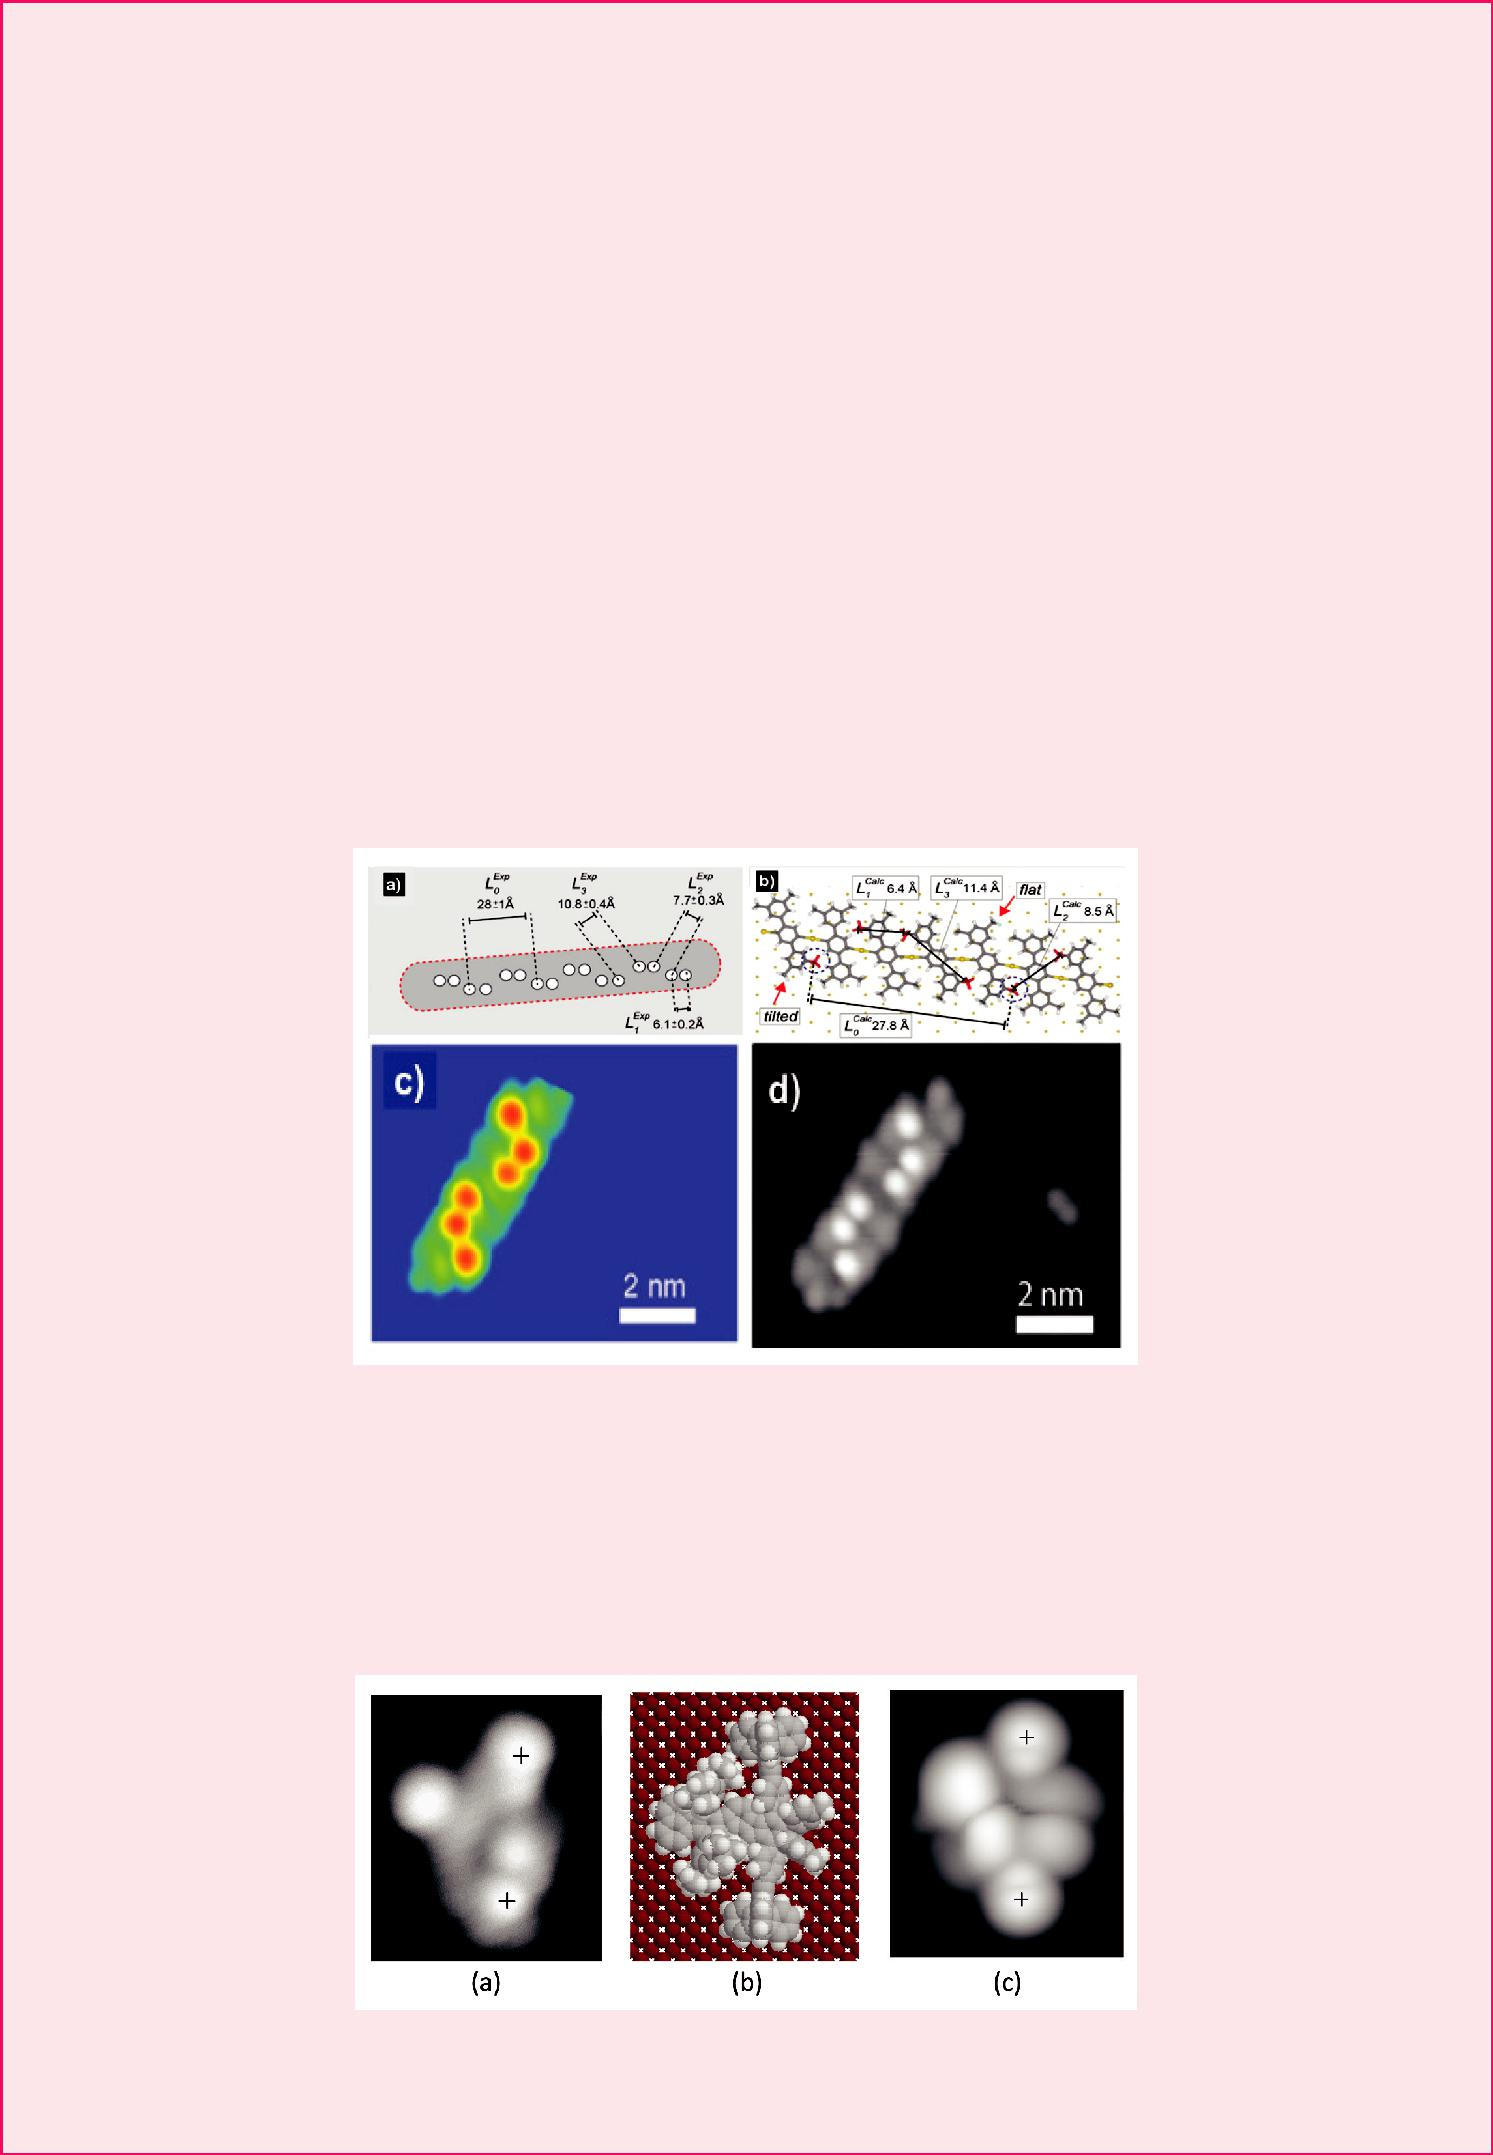 a)
L0Exp
28±1Å
L3Exp
10.8±0.4Å
L2Exp
7.7±0.3Å
L1Exp 6.1±0.2Å
b)
L1Calc 6.4 Å
L3Calc 11.4 Å
flat
L2Calc 8.5 Å
tilted
L0Calc 27.8 Å
c)
2 nm
d)
2 nm
(a)
(b)
(c)